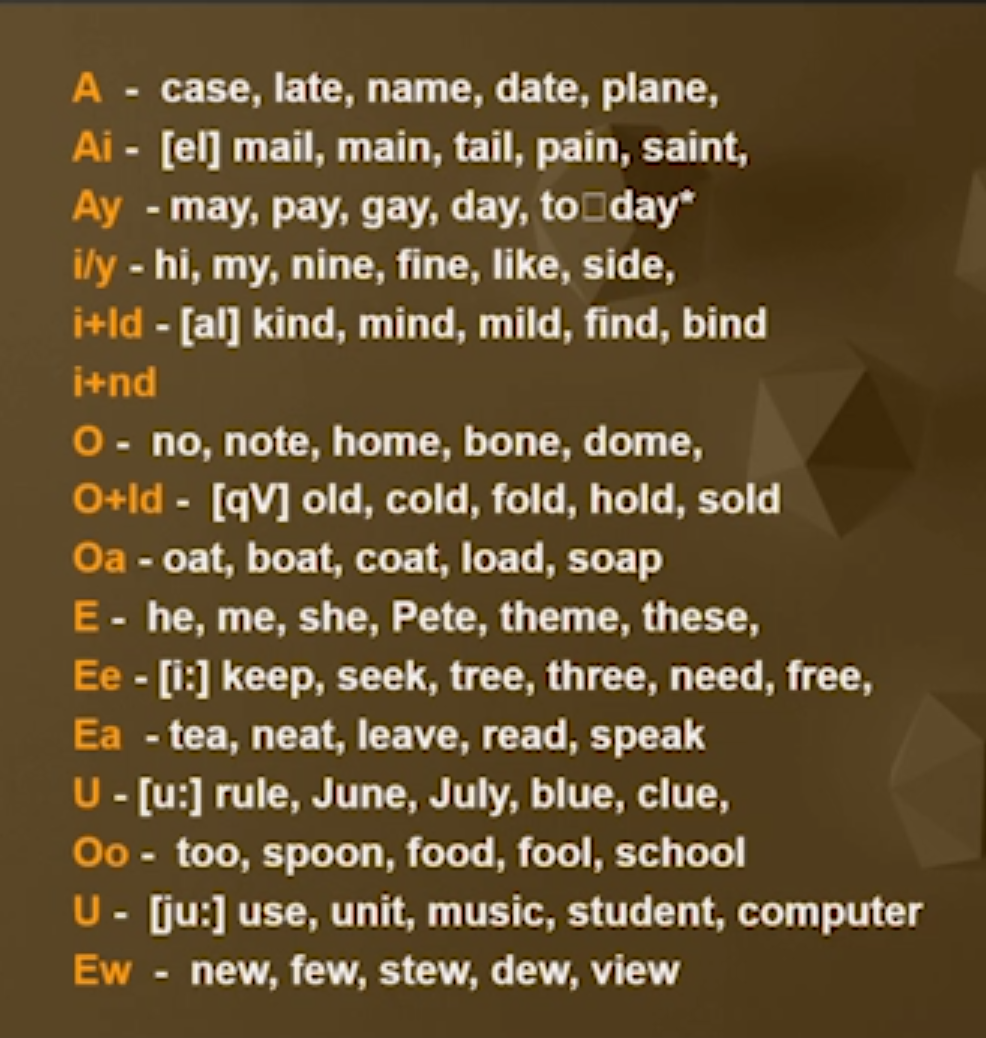 A - case, late, name, date, plane,
Ai - [el] mail, main, tail, pain, saint,
Ay - may, pay, gay, day, to□day*
i/y - hi, my, nine, fine, like, side,
i+ld - [al] kind, mind, mild, find, bind
i+nd
O - no, note, home, bone, dome,
O+ld - [qV] old, cold, fold, hold, sold
Oa - oat, boat, coat, load, soap
E - he, me, she, Pete, theme, these,
Ee - [i:] keep, seek, tree, three, need, free,
Ea - tea, neat, leave, read, speak
U - [u:] rule, June, July, blue, clue,
Oo - too, spoon, food, fool, school
U - [ju:] use, unit, music, student, computer
Ew - new, few, stew, dew, view